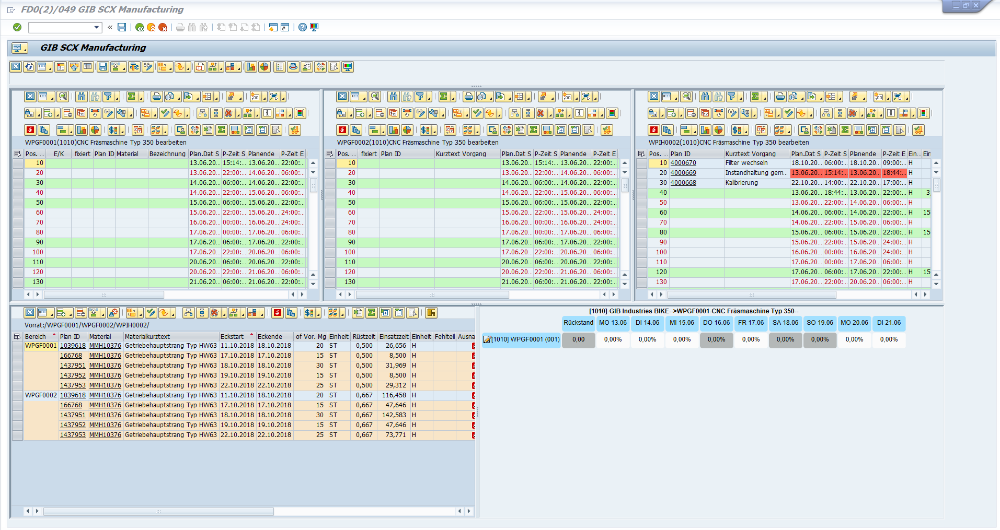 FD0(2)/049 GIB SCX Manufacturing
GIB SCX Manufacturing
WPGF0001(1010)CNC Fräsmaschine Typ 350 bearbeiten
Pos. ... E/K fixiert Plan ID Material Bezeichnung Plan.Dat S P-Zeit S Planende P-Zeit E
10 13.06.20... 15:14:... 13.06.20... 22:00:...
20 13.06.20... 22:00:... 14.06.20... 06:00:...
30 14.06.20... 06:00:... 14.06.20... 22:00:...
40 14.06.20... 22:00:... 15.06.20... 06:00:...
50 15.06.20... 06:00:... 15.06.20... 22:00:...
60 15.06.20... 22:00:... 15.06.20... 24:00:...
70 16.06.20... 00:00:... 16.06.20... 24:00:...
80 17.06.20... 00:00:... 17.06.20... 06:00:...
90 17.06.20... 06:00:... 17.06.20... 22:00:...
100 17.06.20... 22:00:... 20.06.20... 06:00:...
110 20.06.20... 06:00:... 20.06.20... 22:00:...
120 20.06.20... 22:00:... 21.06.20... 06:00:...
130 21.06.20... 06:00:... 21.06.20... 22:00:...
WPGF0002(1010)CNC Fräsmaschine Typ 350 bearbeiten
Pos. ... fixiert Plan ID Kurztext Vorgang Plan.Dat S P-Zeit S Planende P-Zeit E
10 13.06.20... 15:14:... 13.06.20... 22:00:...
20 13.06.20... 22:00:... 14.06.20... 06:00:...
30 14.06.20... 06:00:... 14.06.20... 22:00:...
40 14.06.20... 22:00:... 15.06.20... 06:00:...
50 15.06.20... 06:00:... 15.06.20... 22:00:...
60 15.06.20... 22:00:... 15.06.20... 24:00:...
70 16.06.20... 00:00:... 16.06.20... 24:00:...
80 17.06.20... 00:00:... 17.06.20... 06:00:...
90 17.06.20... 06:00:... 17.06.20... 22:00:...
100 17.06.20... 22:00:... 20.06.20... 06:00:...
110 20.06.20... 06:00:... 20.06.20... 22:00:...
120 20.06.20... 22:00:... 21.06.20... 06:00:...
130 21.06.20... 06:00:... 21.06.20... 22:00:...
WPIH0002(1010)CNC Fräsmaschine Typ 350 bearbeiten
Pos. ... Plan ID Kurztext Vorgang Plan.Dat S P-Zeit S Planende P-Zeit E Ein... Ein
10 4000670 Filter wechseln 18.10.20... 06:00:... 18.10.20... 09:00:... H
20 4000669 Instandhaltung gem... 13.06.20... 15:14:... 13.06.20... 18:44:... H
30 4000668 Kalibrierung 22.10.20... 14:00:... 22.10.20... 17:00:... H
40 13.06.20... 18:44:... 13.06.20... 22:00:... H 3,
50 13.06.20... 22:00:... 14.06.20... 06:00:... H
60 14.06.20... 06:00:... 14.06.20... 22:00:... H 15
70 14.06.20... 22:00:... 15.06.20... 06:00:... H
80 15.06.20... 06:00:... 15.06.20... 22:00:... H 15
90 15.06.20... 22:00:... 15.06.20... 24:00:... H
100 16.06.20... 00:00:... 16.06.20... 24:00:... H
110 17.06.20... 00:00:... 17.06.20... 06:00:... H
120 17.06.20... 06:00:... 17.06.20... 22:00:... H 15
130 17.06.20... 22:00:... 20.06.20... 06:00:... H
Vorrat:/WPGF0001/WPGF0002/WPIH0002/
Bereich Plan ID Material Materialkurztext Eckstart Eckende of Vor. Mg Einheit Rüstzeit Einsatzzeit Einheit Fehlteil Ausna
WPGF0001 1039618 MMH10376 Getriebehauptstrang Typ HW63 11.10.2018 18.10.2018 20 ST 0,500 26,656 H
166768 MMH10376 Getriebehauptstrang Typ HW63 17.10.2018 17.10.2018 15 ST 0,500 8,500 H
1437951 MMH10376 Getriebehauptstrang Typ HW63 18.10.2018 18.10.2018 30 ST 0,500 31,969 H
1437952 MMH10376 Getriebehauptstrang Typ HW63 19.10.2018 19.10.2018 15 ST 0,500 8,500 H
1437953 MMH10376 Getriebehauptstrang Typ HW63 22.10.2018 22.10.2018 25 ST 0,500 29,312 H
WPGF0002 1039618 MMH10376 Getriebehauptstrang Typ HW63 11.10.2018 18.10.2018 20 ST 0,667 116,458 H
166768 MMH10376 Getriebehauptstrang Typ HW63 17.10.2018 17.10.2018 15 ST 0,667 47,646 H
1437951 MMH10376 Getriebehauptstrang Typ HW63 18.10.2018 18.10.2018 30 ST 0,667 142,583 H
1437952 MMH10376 Getriebehauptstrang Typ HW63 19.10.2018 19.10.2018 15 ST 0,667 47,646 H
1437953 MMH10376 Getriebehauptstrang Typ HW63 22.10.2018 22.10.2018 25 ST 0,667 73,771 H
[1010]-GIB Industries BIKE-->WPGF0001-CNC Fräsmaschine Typ 350--
Rückstand MO 13.06 DI 14.06 MI 15.06 DO 16.06 FR 17.06 SA 18.06 SO 19.06 MO 20.06 DI 21.06
[1010] WPGF0001 (001) 0,00 0,00% 0,00% 0,00% 0,00% 0,00% 0,00% 0,00% 0,00% 0,00%